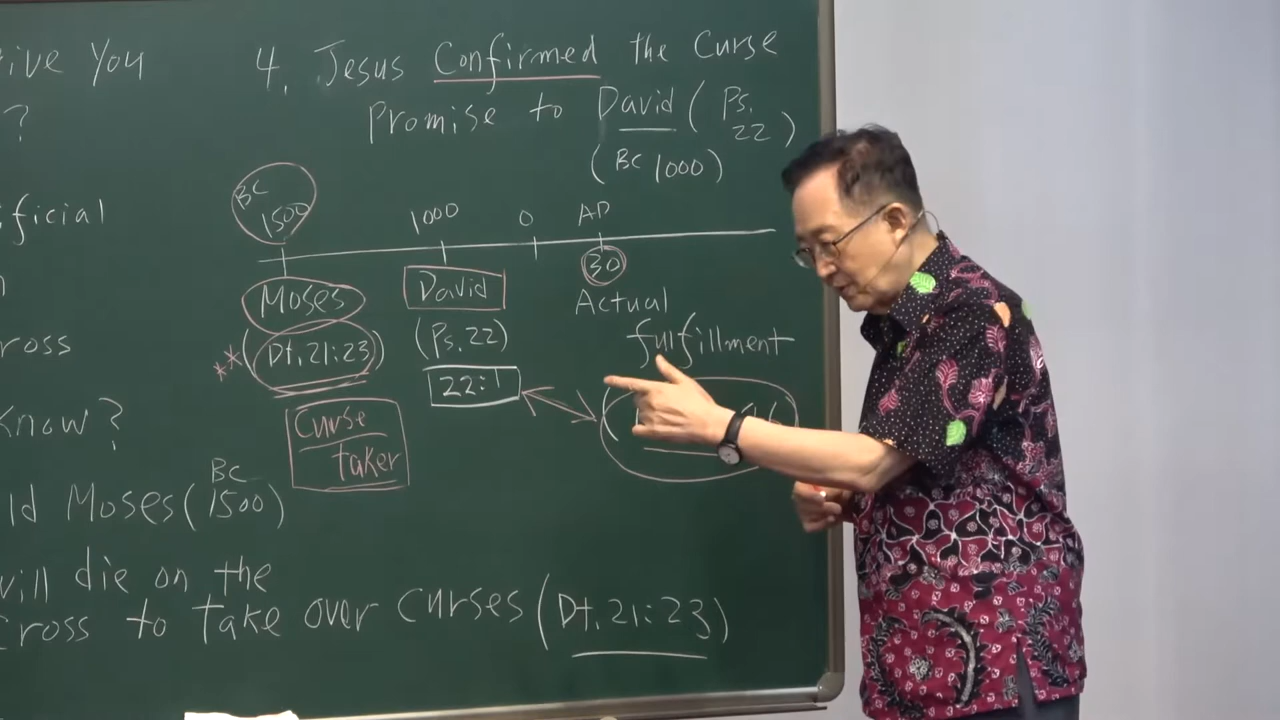 ive You
?
ificial
ross
Know?
ld Moses (BC 1500)
will die on the
Cross to take over curses (Dt. 21:23)
4. Jesus Confirmed the Curse
Promise to David (Ps. 22)
(BC 1000)
BC 1500
1000
0
AD
30
Moses
David
Actual
fulfillment
** (Dt. 21:23)
(Ps. 22)
22:1
Curse
taker